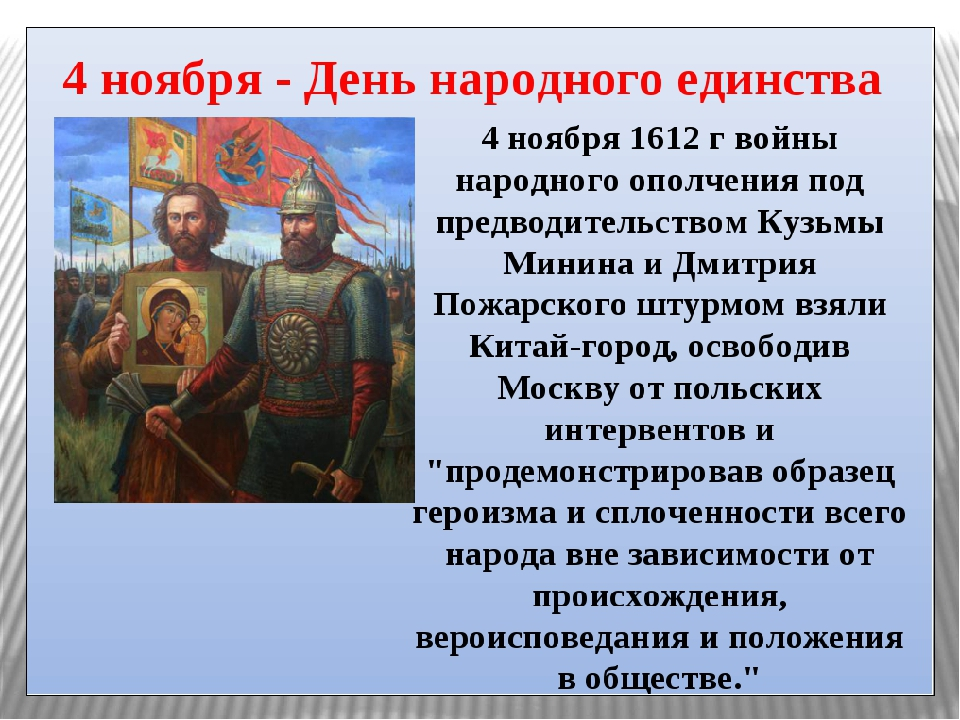 4 ноября - День народного единства
4 ноября 1612 г войны
народного ополчения под
предводительством Кузьмы
Минина и Дмитрия
Пожарского штурмом взяли
Китай-город, освободив
Москву от польских
интервентов и
"продемонстрировав образец
героизма и сплоченности всего
народа вне зависимости от
происхождения,
вероисповедания и положения
в обществе."